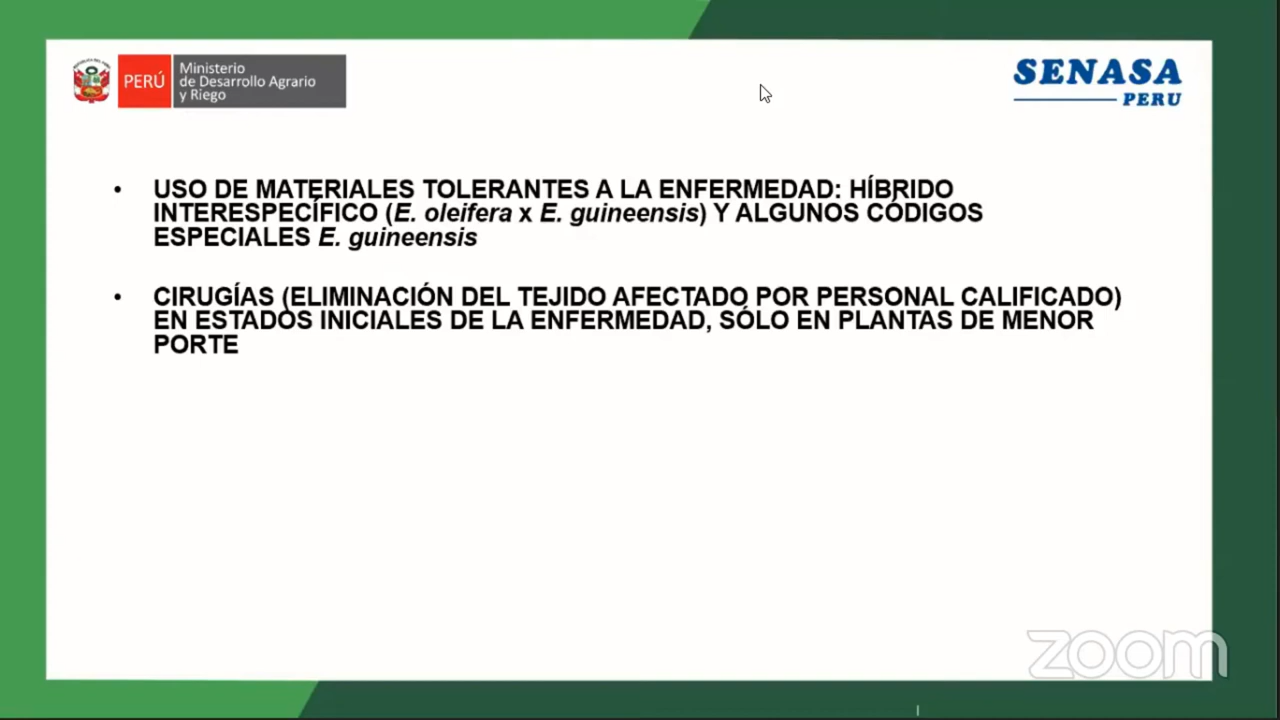 PERÚ
Ministerio
de Desarrollo Agrario
y Riego
SENASA
PERU
• USO DE MATERIALES TOLERANTES A LA ENFERMEDAD: HÍBRIDO
INTERESPECÍFICO (E. oleifera x E. guineensis) Y ALGUNOS CÓDIGOS
ESPECIALES E. guineensis
• CIRUGÍAS (ELIMINACIÓN DEL TEJIDO AFECTADO POR PERSONAL CALIFICADO)
EN ESTADOS INICIALES DE LA ENFERMEDAD, SÓLO EN PLANTAS DE MENOR
PORTE
zoom